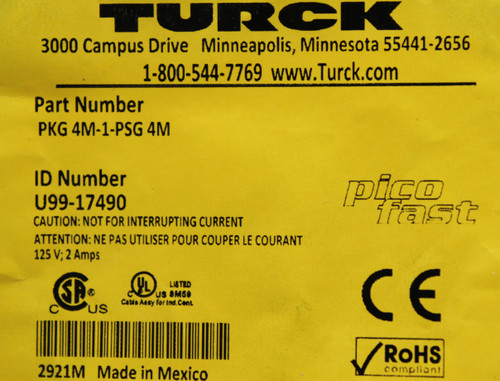 TURCK
3000 Campus Drive Minneapolis, Minnesota 55441-2656
1-800-544-7769 www.Turck.com
Part Number
PKG 4M-1-PSG 4M
ID Number
U99-17490
pico
fast
CAUTION: NOT FOR INTERRUPTING CURRENT
ATTENTION: NE PAS UTILISER POUR COUPER LE COURANT
125 V; 2 Amps
SA
C US
C UL US LISTED
9M59
Cable Assy for Ind.Cont.
CE
RoHS
compliant
2921M Made in Mexico